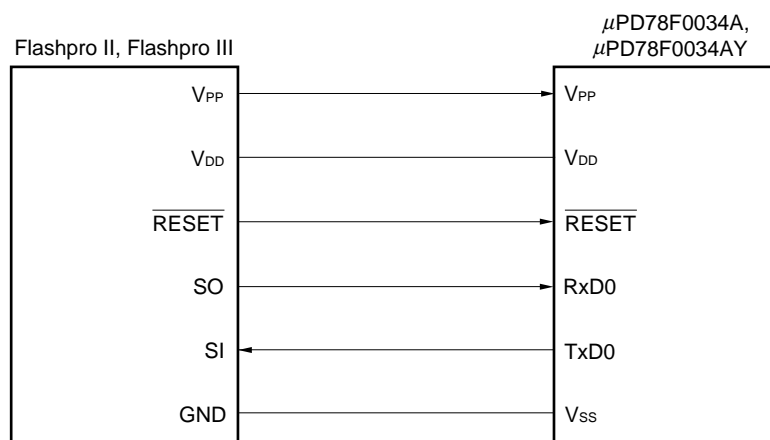 Flashpro II, Flashpro III
μPD78F0034A,
μPD78F0034AY
VPP
VPP
VDD
VDD
RESET
RESET
SO
RxD0
SI
TxD0
GND
VSS